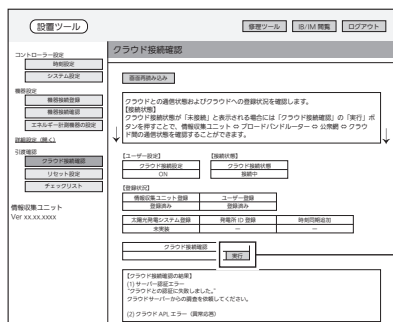 設置ツール
修理ツール
IB/IM 閲覧
ログアウト
クラウド接続確認
コントローラー設定
時刻設定
システム設定
機器設定
機器接続登録
機器接続確認
エネルギー計測機器の設定
詳細設定（開く）
引渡確認
クラウド接続確認
リセット設定
チェックリスト
情報収集ユニット
Ver xx.xx.xxxx
画面再読み込み
クラウドとの通信状態およびクラウドへの登録状況を確認します。
【接続状態】
クラウド接続状態が「未接続」と表示される場合には「クラウド接続確認」の「実行」ボ
タンを押すことで、情報収集ユニット ⇔ ブロードバンドルーター ⇔ 公衆網 ⇔ クラウ
ド間の通信状態を確認することができます。
【ユーザー設定】
【接続状態】
クラウド接続設定
クラウド接続状態
ON
接続中
【登録状況】
情報収集ユニット登録
ユーザー登録
登録済み
登録済み
太陽光発電システム登録
発電所 ID 登録
時刻同期追加
未実装
ー
ー
クラウド接続確認
実行
【クラウド接続確認の結果】
(1) サーバー認証エラー
"クラウドとの認証に失敗しました。"
クラウドサーバーからの調査を依頼してください。
(2) クラウド API エラー（異常応答）